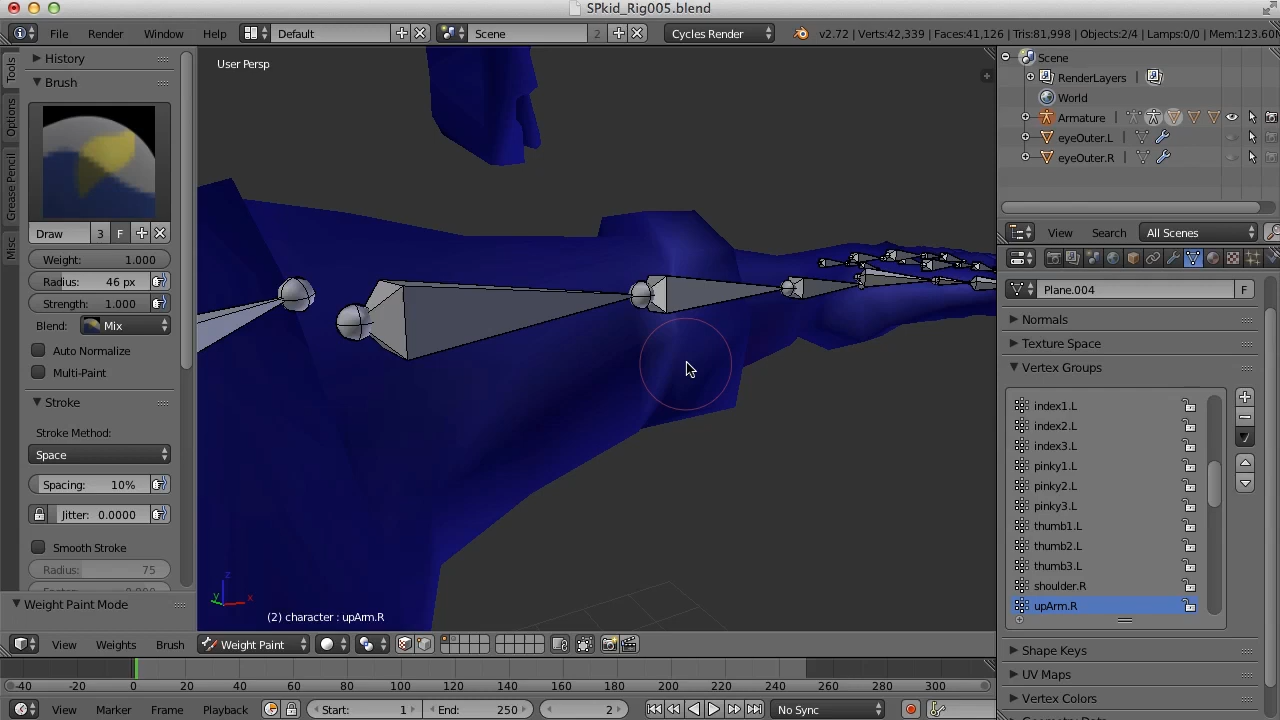 SPkid_Rig005.blend
File Render Window Help Default Scene 2 Cycles Render v2.72 | Verts:42,339 | Faces:41,126 | Tris:81,998 | Objects:2/4 | Lamps:0/0 | Mem:123.60
Tools
Options
Grease Pencil
Misc
History
Brush
Draw 3 F
Weight: 1.000
Radius: 46 px
Strength: 1.000
Blend: Mix
Auto Normalize
Multi-Paint
Stroke
Stroke Method:
Space
Spacing: 10%
Jitter: 0.0000
Smooth Stroke
Radius: 75
Weight Paint Mode
User Persp
z
y x
(2) character : upArm.R
View Weights Brush Weight Paint
Scene
RenderLayers
World
Armature
eyeOuter.L
eyeOuter.R
View Search All Scenes
Plane.004 F
Normals
Texture Space
Vertex Groups
index1.L
index2.L
index3.L
pinky1.L
pinky2.L
pinky3.L
thumb1.L
thumb2.L
thumb3.L
shoulder.R
upArm.R
Shape Keys
UV Maps
Vertex Colors
-40 -20 0 20 40 60 80 100 120 140 160 180 200 220 240 260 280 300
View Marker Frame Playback Start: 1 End: 250 2 No Sync